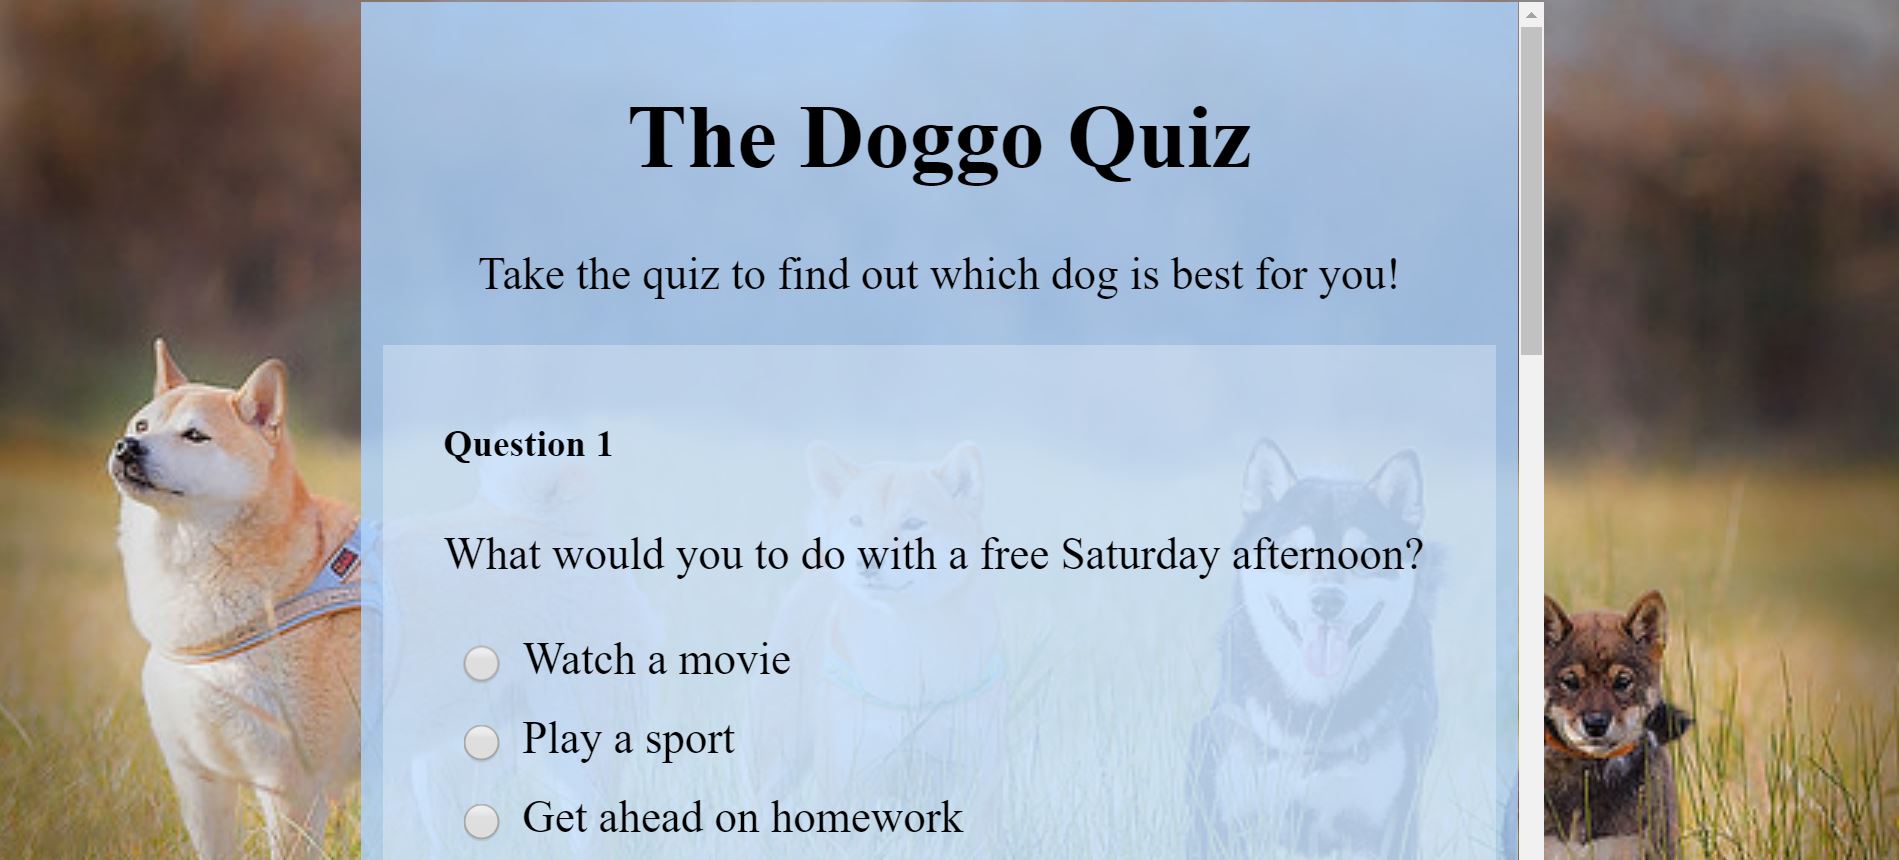 The Doggo Quiz
Take the quiz to find out which dog is best for you!
Question 1
What would you to do with a free Saturday afternoon?
Watch a movie
Play a sport
Get ahead on homework